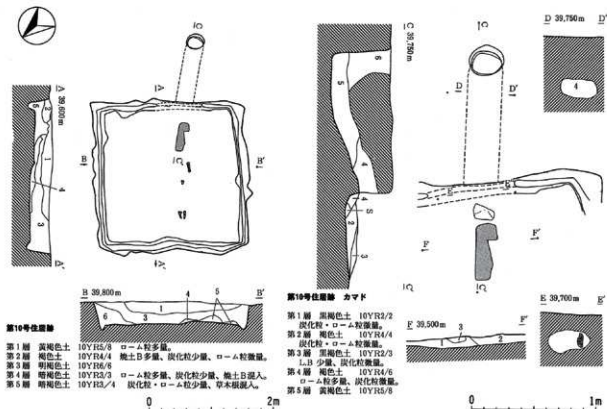 C'
A 39,600m
A'
B
B'
C
A
A'
B 39,800m
B'
第10号住居跡
第1層 黄褐色土 10YR5/8 ローム多量。
第2層 褐色土 10YR4/4 焼土B多量、炭化粒少量、ローム粒微量。
第3層 明褐色土 10YR6/6
第4層 暗褐色土 10YR3/3 ローム粒多量、炭化粒少量、焼土B混入。
第5層 暗褐色土 10YR3/4 炭化粒・ローム粒少量、草木根混入。
0 2m
C 39,750m
C'
D
D'
D 39,750m
D'
4
E
E'
F
F'
第10号住居跡 カマド
第1層 黒褐色土 10YR2/2
炭化粒・ローム粒微量。
第2層 褐色土 10YR4/4
炭化粒・ローム粒微量。
第3層 黒褐色土 10YR2/3
L.B 少量、炭化粒微量。
第4層 褐色土 10YR4/6
ローム粒多量、炭化粒微量。
第5層 黄褐色土 10YR5/8
F 39,500m
F'
E 39,700m
E'
0 1m